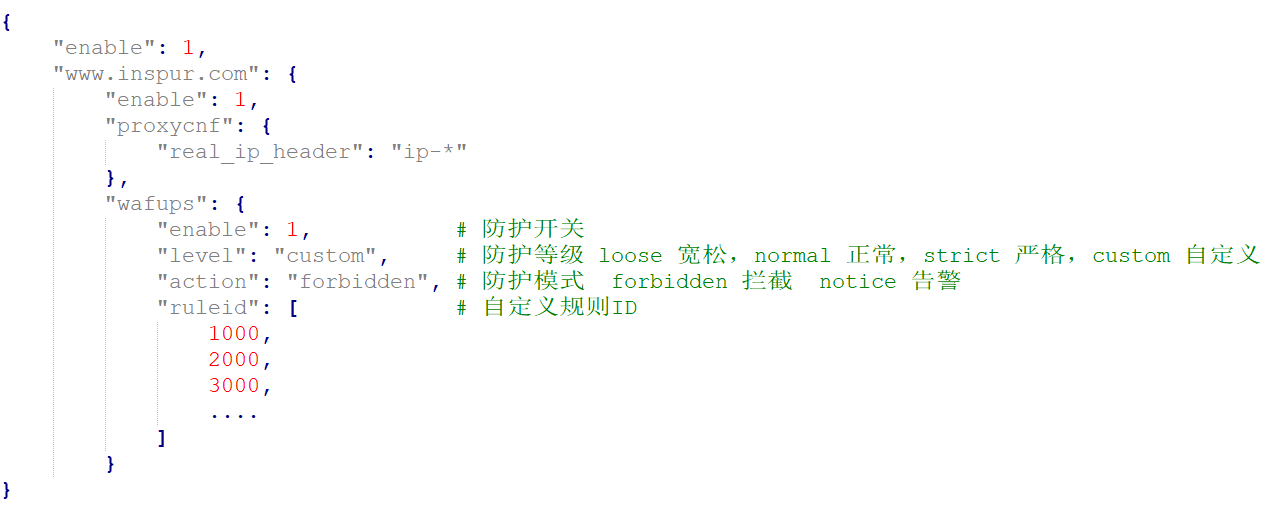 {
    "enable": 1,
    "www.inspur.com": {
        "enable": 1,
        "proxycnf": {
            "real_ip_header": "ip-*"
        },
        "wafups": {
            "enable": 1,           # 防护开关
            "level": "custom",     # 防护等级 loose 宽松，normal 正常，strict 严格，custom 自定义
            "action": "forbidden", # 防护模式  forbidden 拦截  notice 告警
            "ruleid": [            # 自定义规则ID
                1000,
                2000,
                3000,
                ....
            ]
        }
}